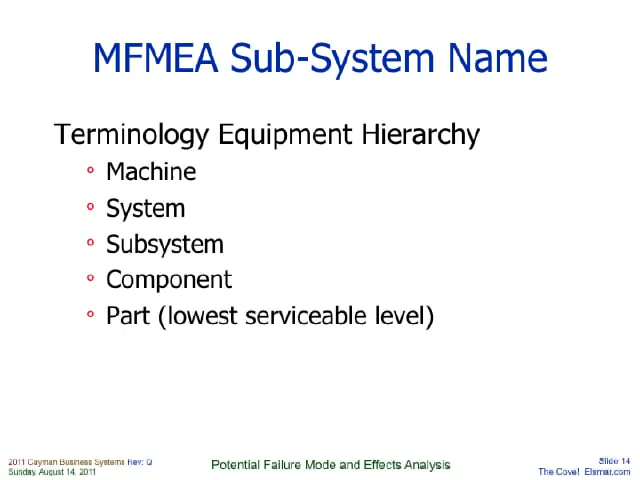 MFMEA Sub-System Name
Terminology Equipment Hierarchy
° Machine
° System
° Subsystem
° Component
° Part (lowest serviceable level)
2011 Cayman Business Systems Rev: Q
Sunday, August 14, 2011
Potential Failure Mode and Effects Analysis
Slide 14
The Cove! Elsmar.com